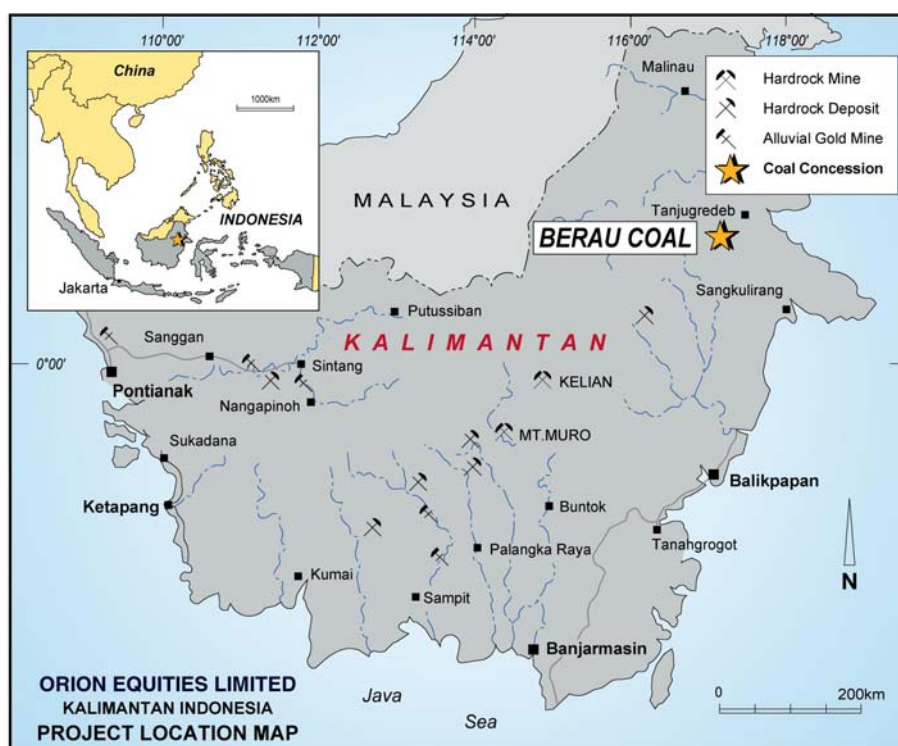 110°00'
112°00'
114°00'
116°00'
118°00'
China
1000km
INDONESIA
Jakarta
Malinau
Hardrock Mine
Hardrock Deposit
Alluvial Gold Mine
Coal Concession
MALAYSIA
Tanjugredeb
BERAU COAL
Sangkulirang
Putussiban
Sanggan
KALIMANTAN
0°00'
Sintang
Pontianak
KELIAN
Nangapinoh
MT.MURO
Sukadana
Balikpapan
Ketapang
Buntok
Palangka Raya
Tanahgrogot
N
Kumai
Sampit
Banjarmasin
ORION EQUITIES LIMITED
KALIMANTAN INDONESIA
PROJECT LOCATION MAP
Java
Sea
0
200km